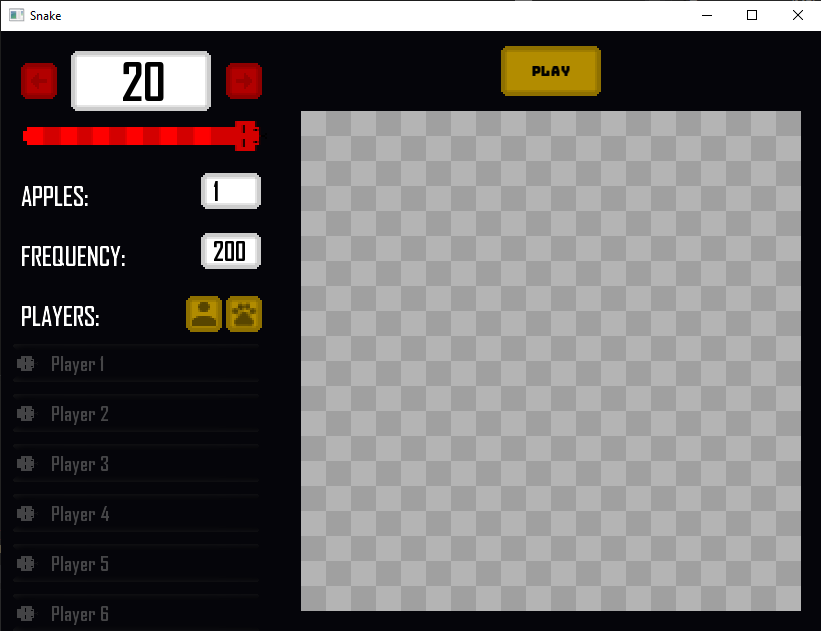 Snake
20
PLAY
APPLES: 1
FREQUENCY: 200
PLAYERS:
Player 1
Player 2
Player 3
Player 4
Player 5
Player 6